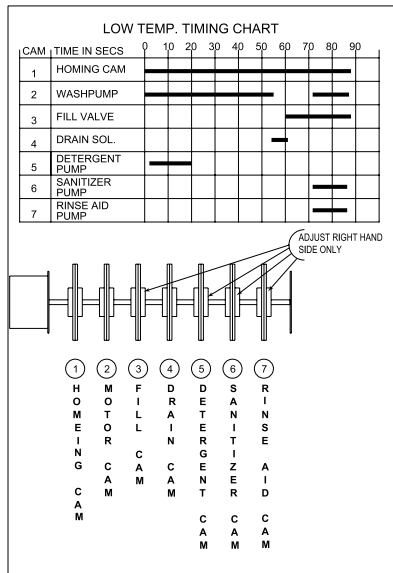 LOW TEMP. TIMING CHART
CAM TIME IN SECS 0 10 20 30 40 50 60 70 80 90
1 HOMING CAM
2 WASHPUMP
3 FILL VALVE
4 DRAIN SOL.
5 DETERGENT PUMP
6 SANITIZER PUMP
7 RINSE AID PUMP
ADJUST RIGHT HAND
SIDE ONLY
1 2 3 4 5 6 7
HOMEING CAM
MOTOR CAM
FILL CAM
DRAIN CAM
DETERGENT CAM
SANITIZER CAM
RINSE AID CAM